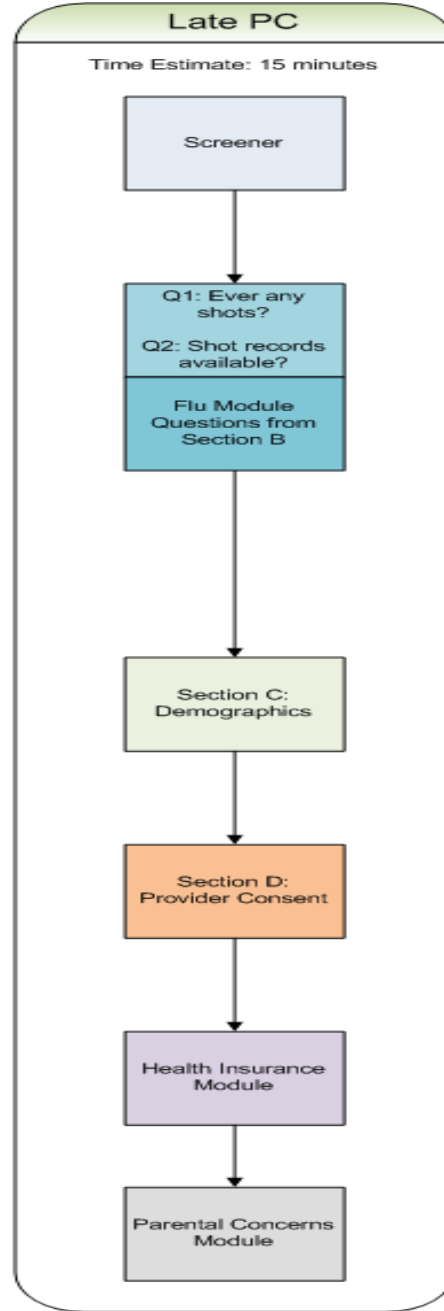 Late PC
Time Estimate: 15 minutes
Screener
Q1: Ever any
shots?
Q2: Shot records
available?
Flu Module
Questions from
Section B
Section C:
Demographics
Section D:
Provider Consent
Health Insurance
Module
Parental Concerns
Module